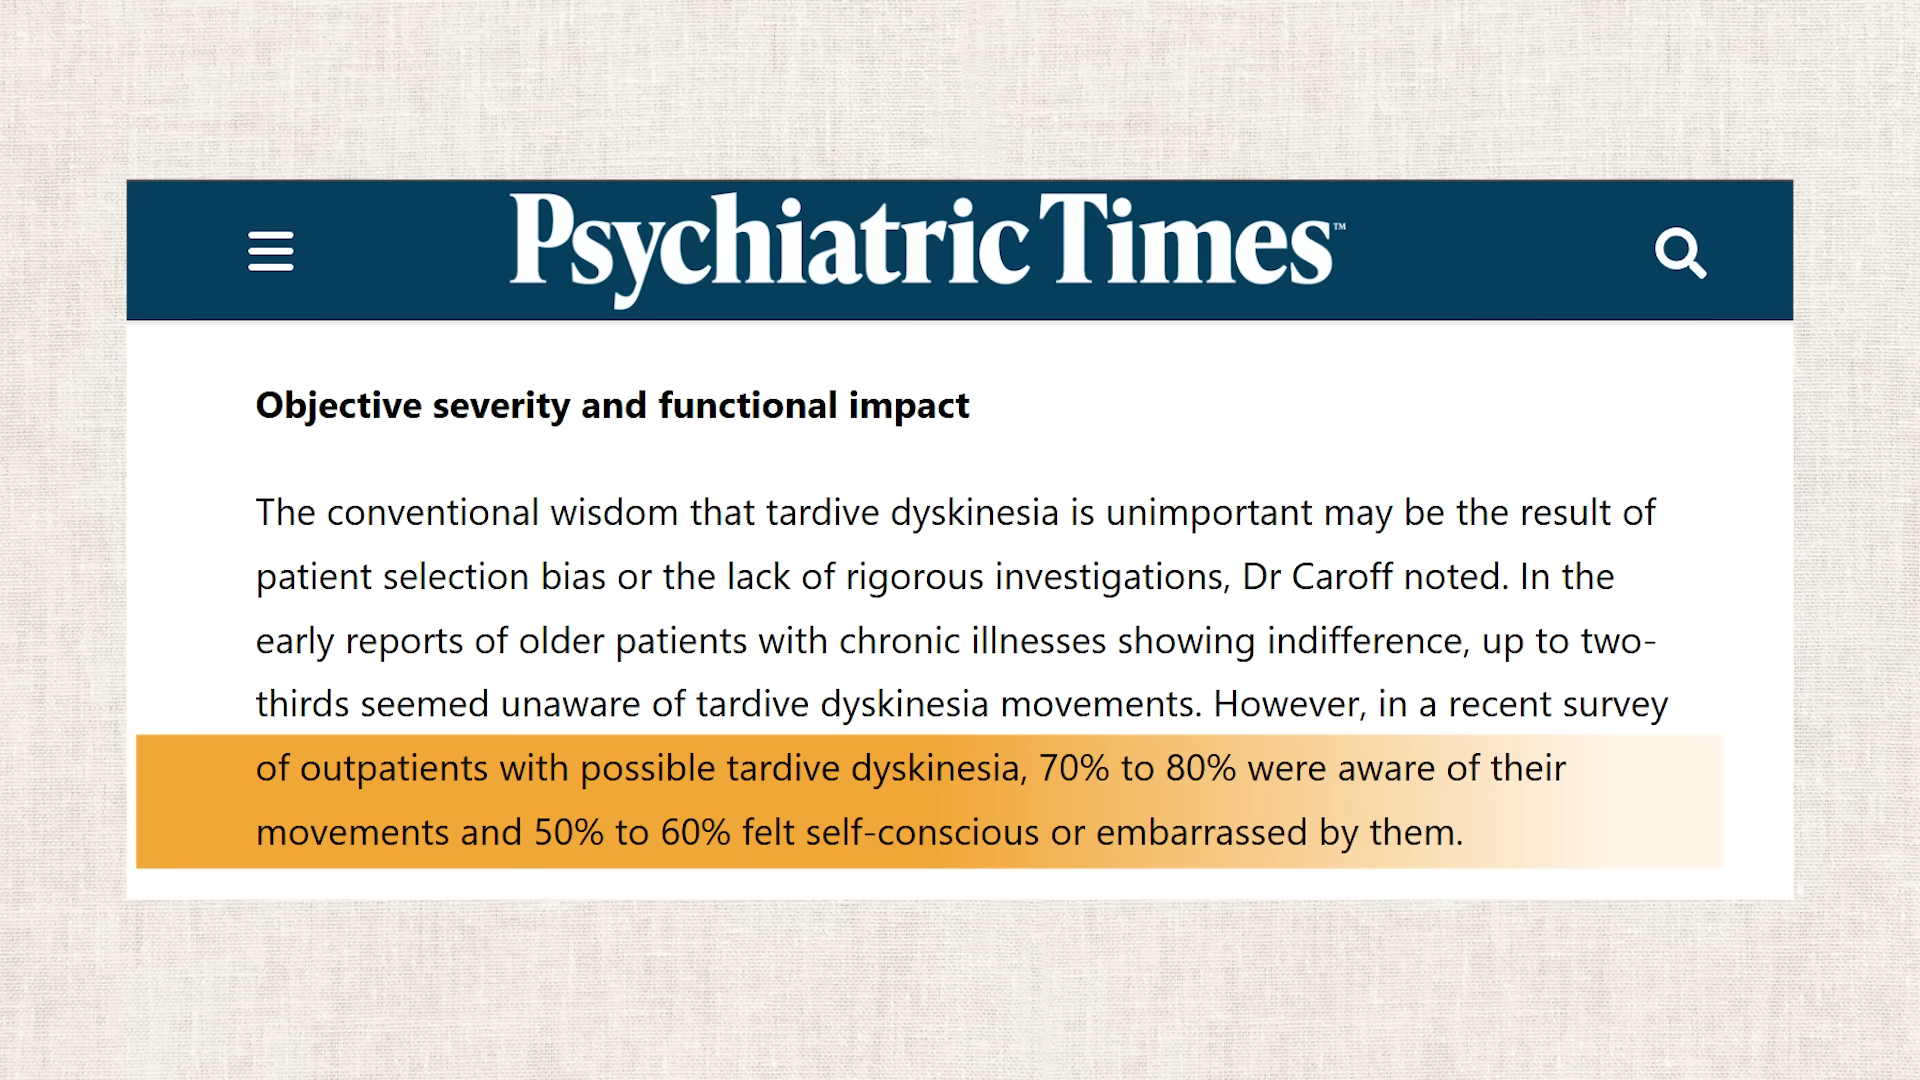 Psychiatric Times™
Objective severity and functional impact
The conventional wisdom that tardive dyskinesia is unimportant may be the result of
patient selection bias or the lack of rigorous investigations, Dr Caroff noted. In the
early reports of older patients with chronic illnesses showing indifference, up to two-
thirds seemed unaware of tardive dyskinesia movements. However, in a recent survey
of outpatients with possible tardive dyskinesia, 70% to 80% were aware of their
movements and 50% to 60% felt self-conscious or embarrassed by them.